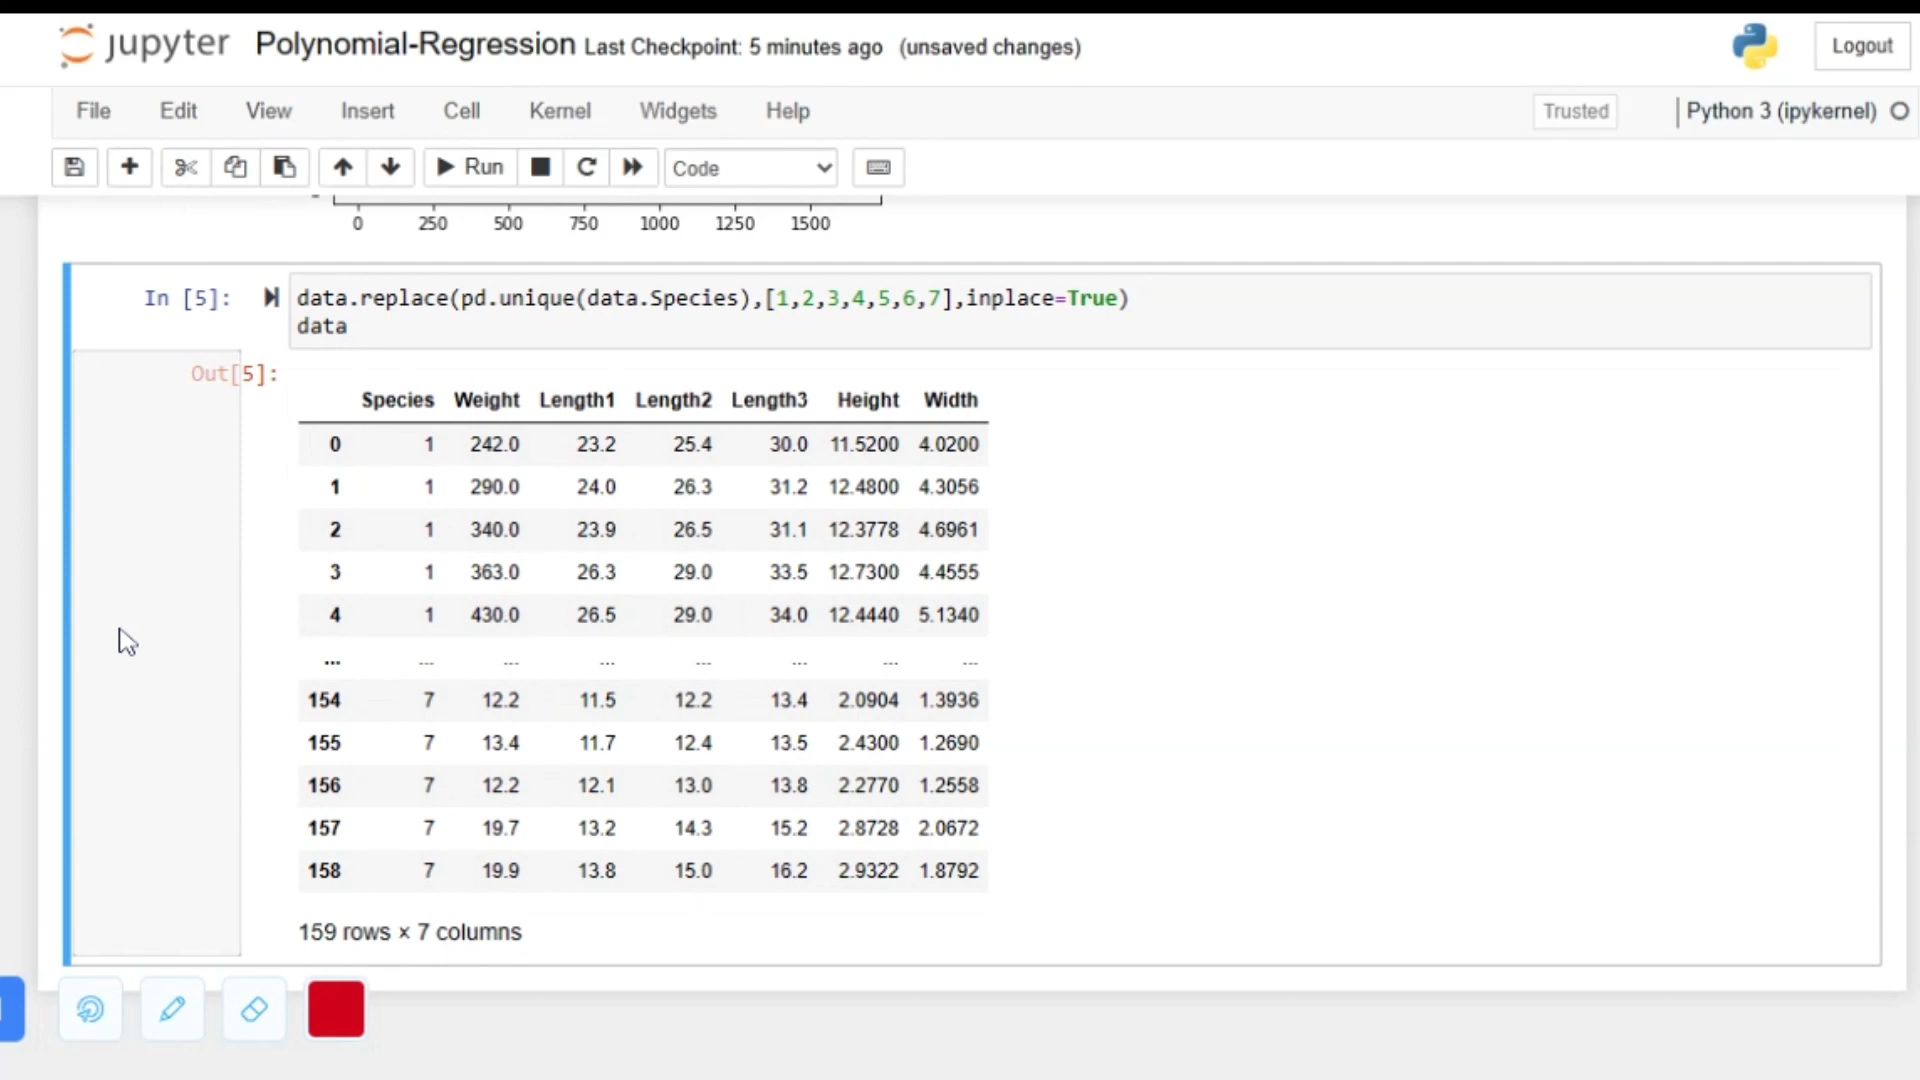 jupyter Polynomial-Regression Last Checkpoint: 5 minutes ago (unsaved changes) Logout
File Edit View Insert Cell Kernel Widgets Help Trusted Python 3 (ipykernel)
Run Code
0 250 500 750 1000 1250 1500
In [5]: data.replace(pd.unique(data.Species),[1,2,3,4,5,6,7],inplace=True)
data
Out[5]:
Species Weight Length1 Length2 Length3 Height Width
0 1 242.0 23.2 25.4 30.0 11.5200 4.0200
1 1 290.0 24.0 26.3 31.2 12.4800 4.3056
2 1 340.0 23.9 26.5 31.1 12.3778 4.6961
3 1 363.0 26.3 29.0 33.5 12.7300 4.4555
4 1 430.0 26.5 29.0 34.0 12.4440 5.1340
... ... ... ... ... ... ... ...
154 7 12.2 11.5 12.2 13.4 2.0904 1.3936
155 7 13.4 11.7 12.4 13.5 2.4300 1.2690
156 7 12.2 12.1 13.0 13.8 2.2770 1.2558
157 7 19.7 13.2 14.3 15.2 2.8728 2.0672
158 7 19.9 13.8 15.0 16.2 2.9322 1.8792
159 rows × 7 columns